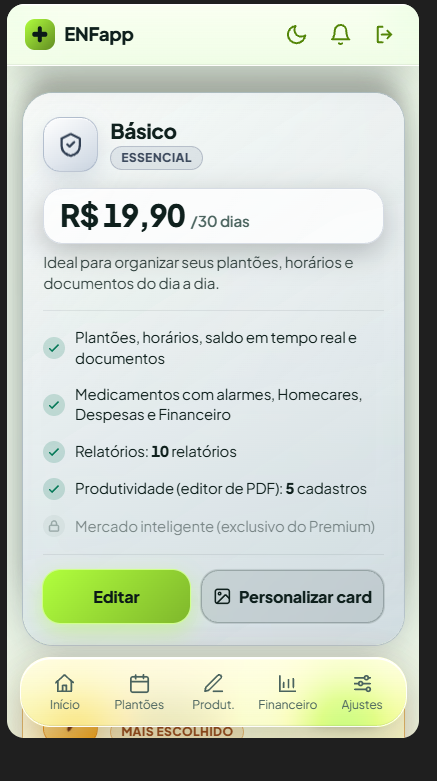 ENFapp
Básico
ESSENCIAL
R$ 19,90 /30 dias
Ideal para organizar seus plantões, horários e
documentos do dia a dia.
Plantões, horários, saldo em tempo real e
documentos
Medicamentos com alarmes, Homecares,
Despesas e Financeiro
Relatórios: 10 relatórios
Produtividade (editor de PDF): 5 cadastros
Mercado inteligente (exclusivo do Premium)
Editar
Personalizar card
Início
Plantões
Produt.
Financeiro
Ajustes
MAIS ESCOLHIDO